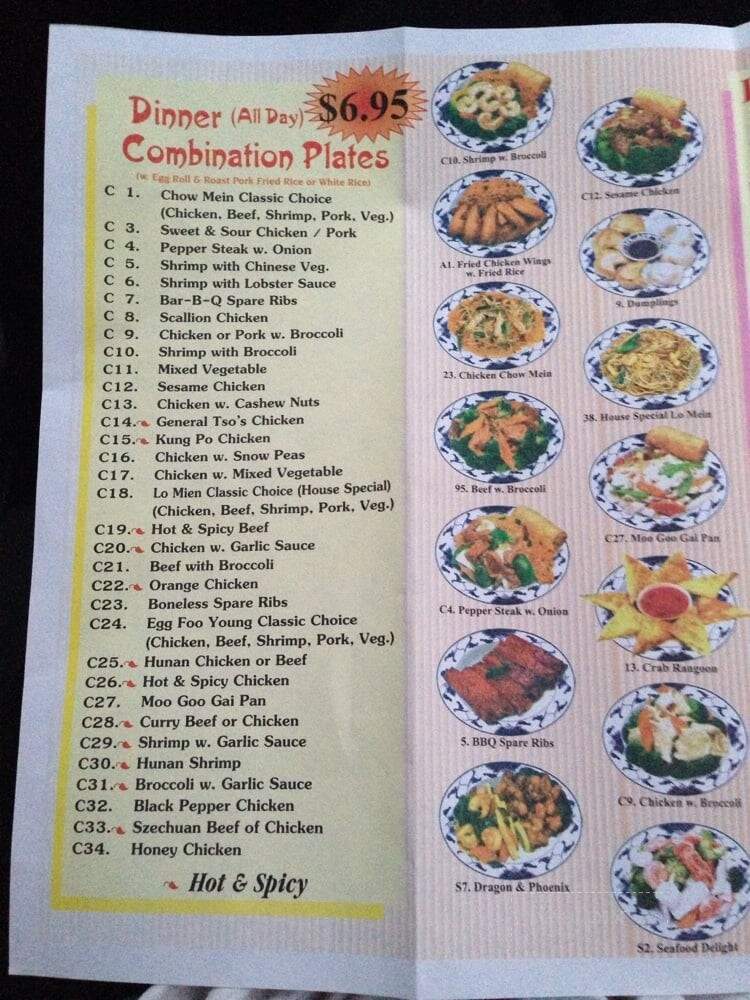 Dinner (All Day) $6.95
Combination Plates
(w. Egg Roll & Roast Pork Fried Rice or White Rice)
C 1. Chow Mein Classic Choice
(Chicken, Beef, Shrimp, Pork, Veg.)
C 3. Sweet & Sour Chicken / Pork
C 4. Pepper Steak w. Onion
C 5. Shrimp with Chinese Veg.
C 6. Shrimp with Lobster Sauce
C 7. Bar-B-Q Spare Ribs
C 8. Scallion Chicken
C 9. Chicken or Pork w. Broccoli
C10. Shrimp with Broccoli
C11. Mixed Vegetable
C12. Sesame Chicken
C13. Chicken w. Cashew Nuts
C14. General Tso's Chicken
C15. Kung Po Chicken
C16. Chicken w. Snow Peas
C17. Chicken w. Mixed Vegetable
C18. Lo Mien Classic Choice (House Special)
(Chicken, Beef, Shrimp, Pork, Veg.)
C19. Hot & Spicy Beef
C20. Chicken w. Garlic Sauce
C21. Beef with Broccoli
C22. Orange Chicken
C23. Boneless Spare Ribs
C24. Egg Foo Young Classic Choice
(Chicken, Beef, Shrimp, Pork, Veg.)
C25. Hunan Chicken or Beef
C26. Hot & Spicy Chicken
C27. Moo Goo Gai Pan
C28. Curry Beef or Chicken
C29. Shrimp w. Garlic Sauce
C30. Hunan Shrimp
C31. Broccoli w. Garlic Sauce
C32. Black Pepper Chicken
C33. Szechuan Beef of Chicken
C34. Honey Chicken
Hot & Spicy
C10. Shrimp w. Broccoli
A1. Fried Chicken Wings
w. Fried Rice
23. Chicken Chow Mein
95. Beef w. Broccoli
C4. Pepper Steak w. Onion
5. BBQ Spare Ribs
S7. Dragon & Phoenix
C12. Sesame Chicken
9. Dumplings
38. House Special Lo Mein
C27. Moo Goo Gai Pan
13. Crab Rangoon
C9. Chicken w. Broccoli
S2. Seafood Delight